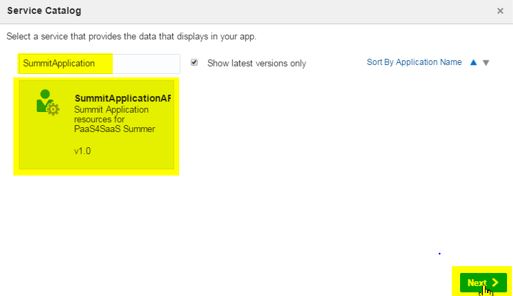 Service Catalog
Select a service that provides the data that displays in your app.
SummitApplication
Show latest versions only
Sort By Application Name
SummitApplicationAP
Summit Application
resources for
PaaS4SaaS Summer
v1.0
Next